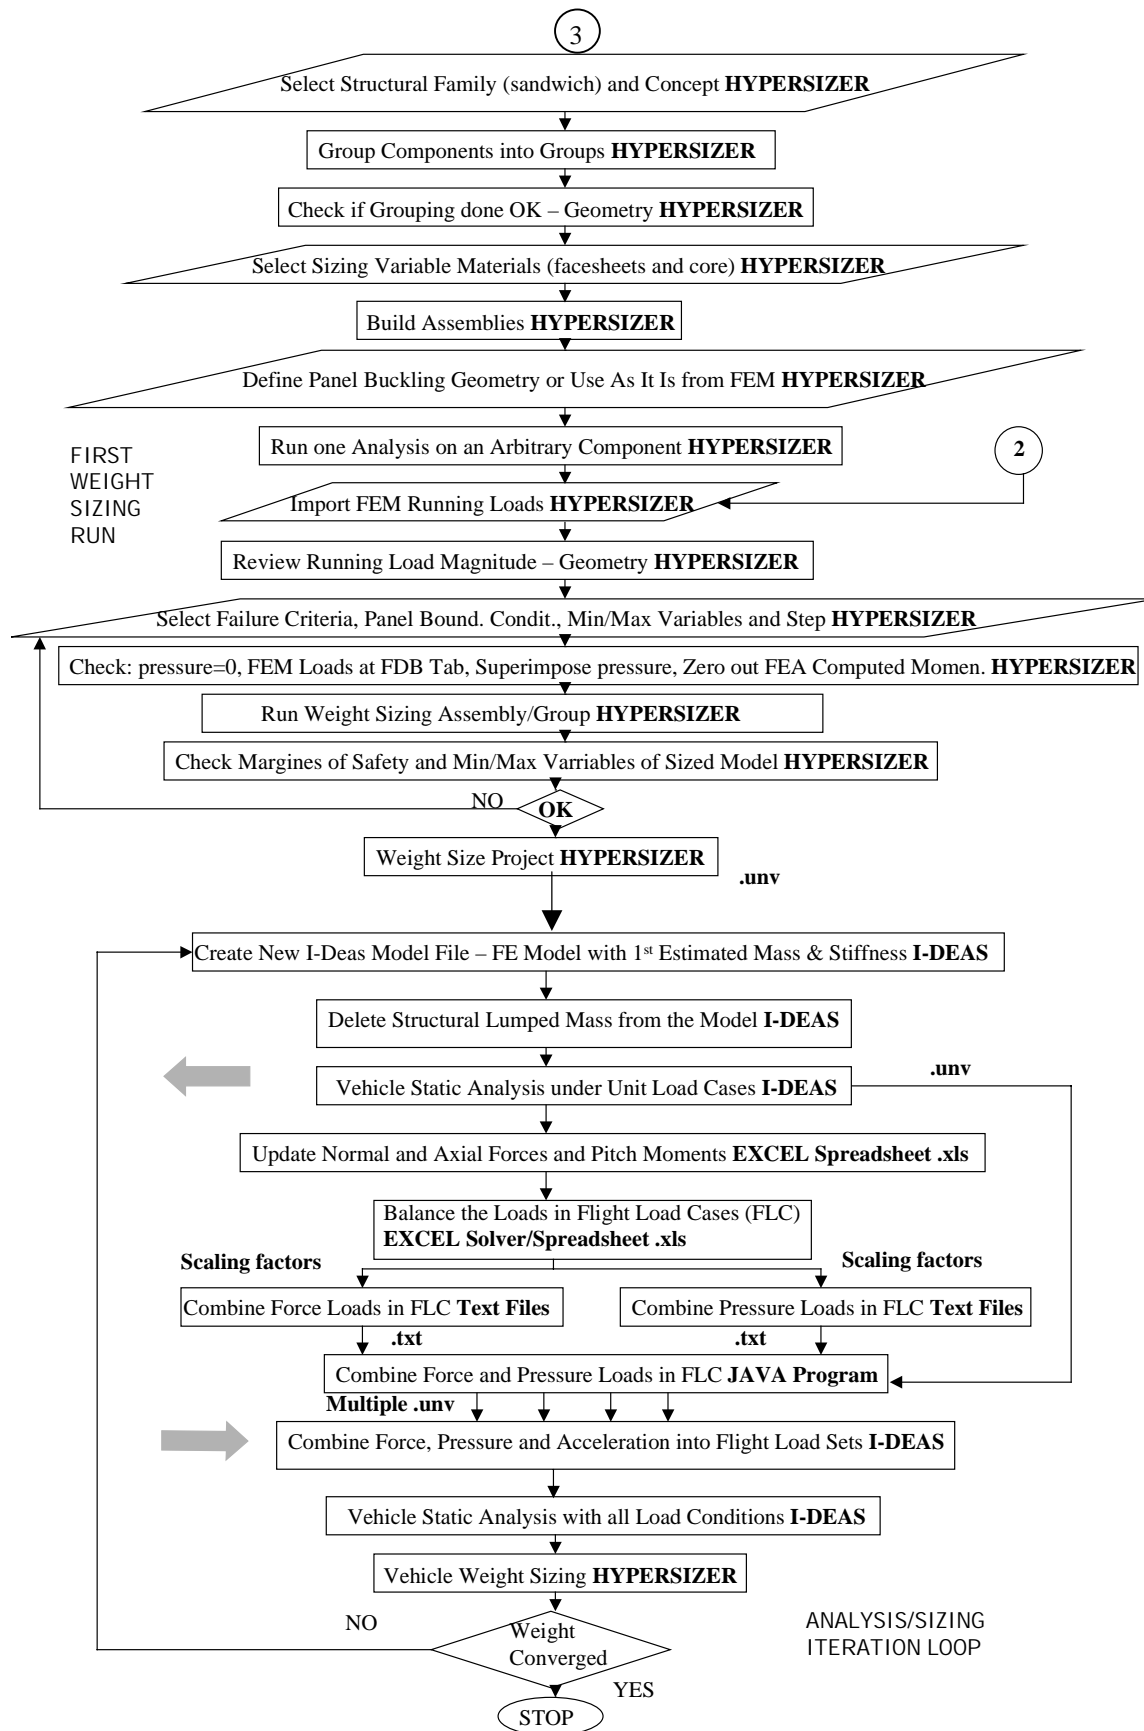 3
Select Structural Family (sandwich) and Concept HYPERSIZER
Group Components into Groups HYPERSIZER
Check if Grouping done OK – Geometry HYPERSIZER
Select Sizing Variable Materials (facesheets and core) HYPERSIZER
Build Assemblies HYPERSIZER
Define Panel Buckling Geometry or Use As It Is from FEM HYPERSIZER
Run one Analysis on an Arbitrary Component HYPERSIZER
2
FIRST
WEIGHT
SIZING
RUN
Import FEM Running Loads HYPERSIZER
Review Running Load Magnitude – Geometry HYPERSIZER
Select Failure Criteria, Panel Bound. Condit., Min/Max Variables and Step HYPERSIZER
Check: pressure=0, FEM Loads at FDB Tab, Superimpose pressure, Zero out FEA Computed Momen. HYPERSIZER
Run Weight Sizing Assembly/Group HYPERSIZER
Check Margines of Safety and Min/Max Varriables of Sized Model HYPERSIZER
NO
OK
Weight Size Project HYPERSIZER
.unv
Create New I-Deas Model File – FE Model with 1st Estimated Mass & Stiffness I-DEAS
Delete Structural Lumped Mass from the Model I-DEAS
Vehicle Static Analysis under Unit Load Cases I-DEAS
.unv
Update Normal and Axial Forces and Pitch Moments EXCEL Spreadsheet .xls
Balance the Loads in Flight Load Cases (FLC)
EXCEL Solver/Spreadsheet .xls
Scaling factors
Scaling factors
Combine Force Loads in FLC Text Files
Combine Pressure Loads in FLC Text Files
.txt
.txt
Combine Force and Pressure Loads in FLC JAVA Program
Multiple .unv
Combine Force, Pressure and Acceleration into Flight Load Sets I-DEAS
Vehicle Static Analysis with all Load Conditions I-DEAS
Vehicle Weight Sizing HYPERSIZER
NO
Weight
Converged
ANALYSIS/SIZING
ITERATION LOOP
YES
STOP